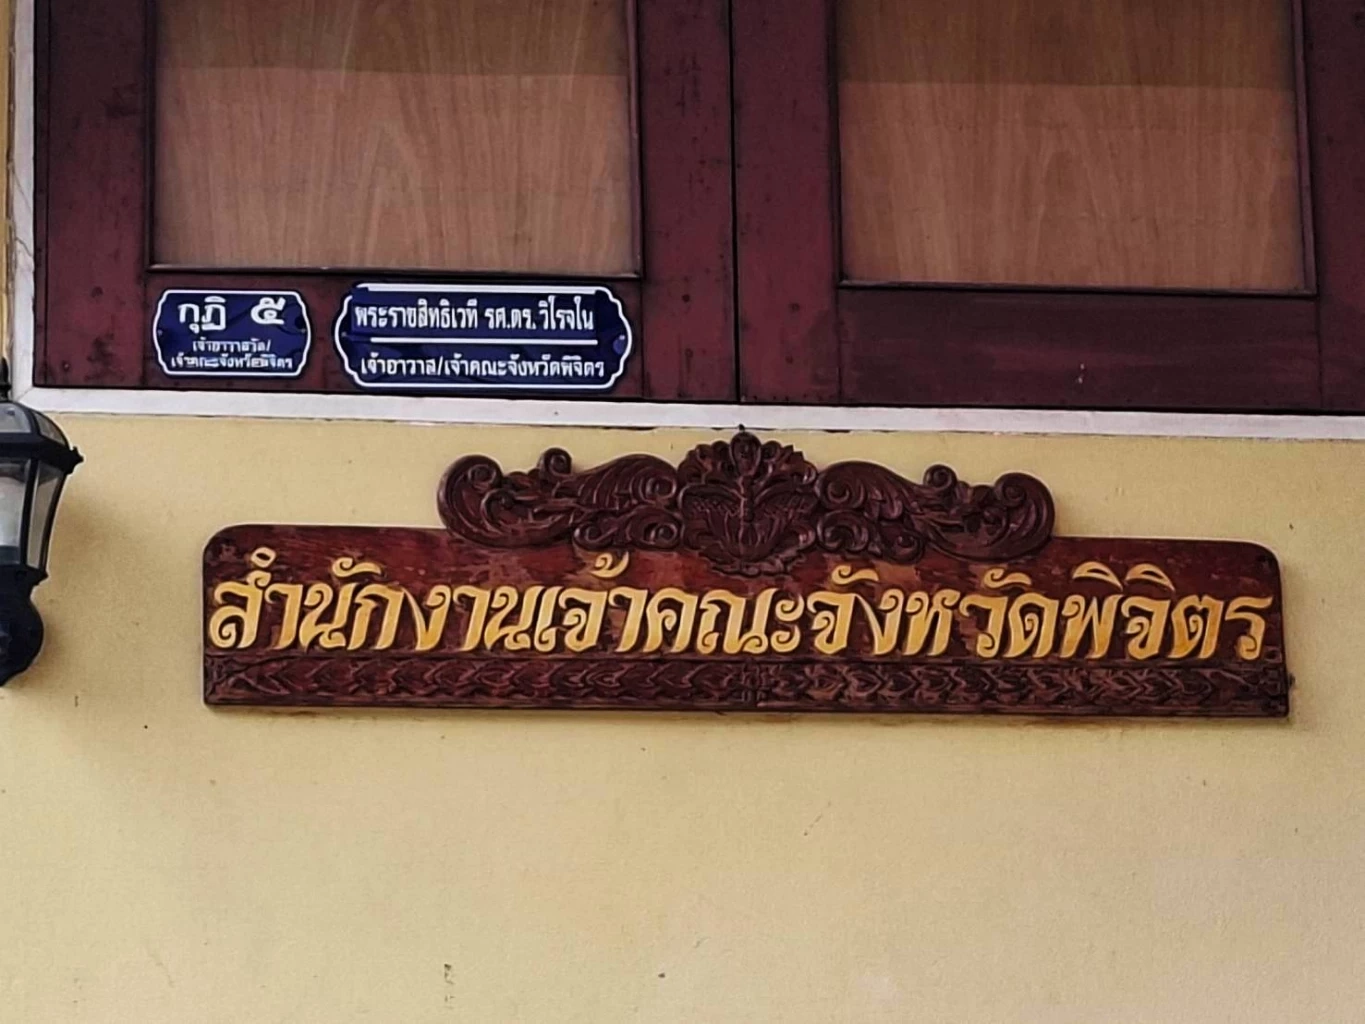 กุฏิ ๕
เจ้าอาวาสวัด/
เจ้าคณะจังหวัดพิจิตร
พระราชสิทธิเวที รศ.ดร. วิโรจโน
เจ้าอาวาส/เจ้าคณะจังหวัดพิจิตร
สำนักงานเจ้าคณะจังหวัดพิจิตร